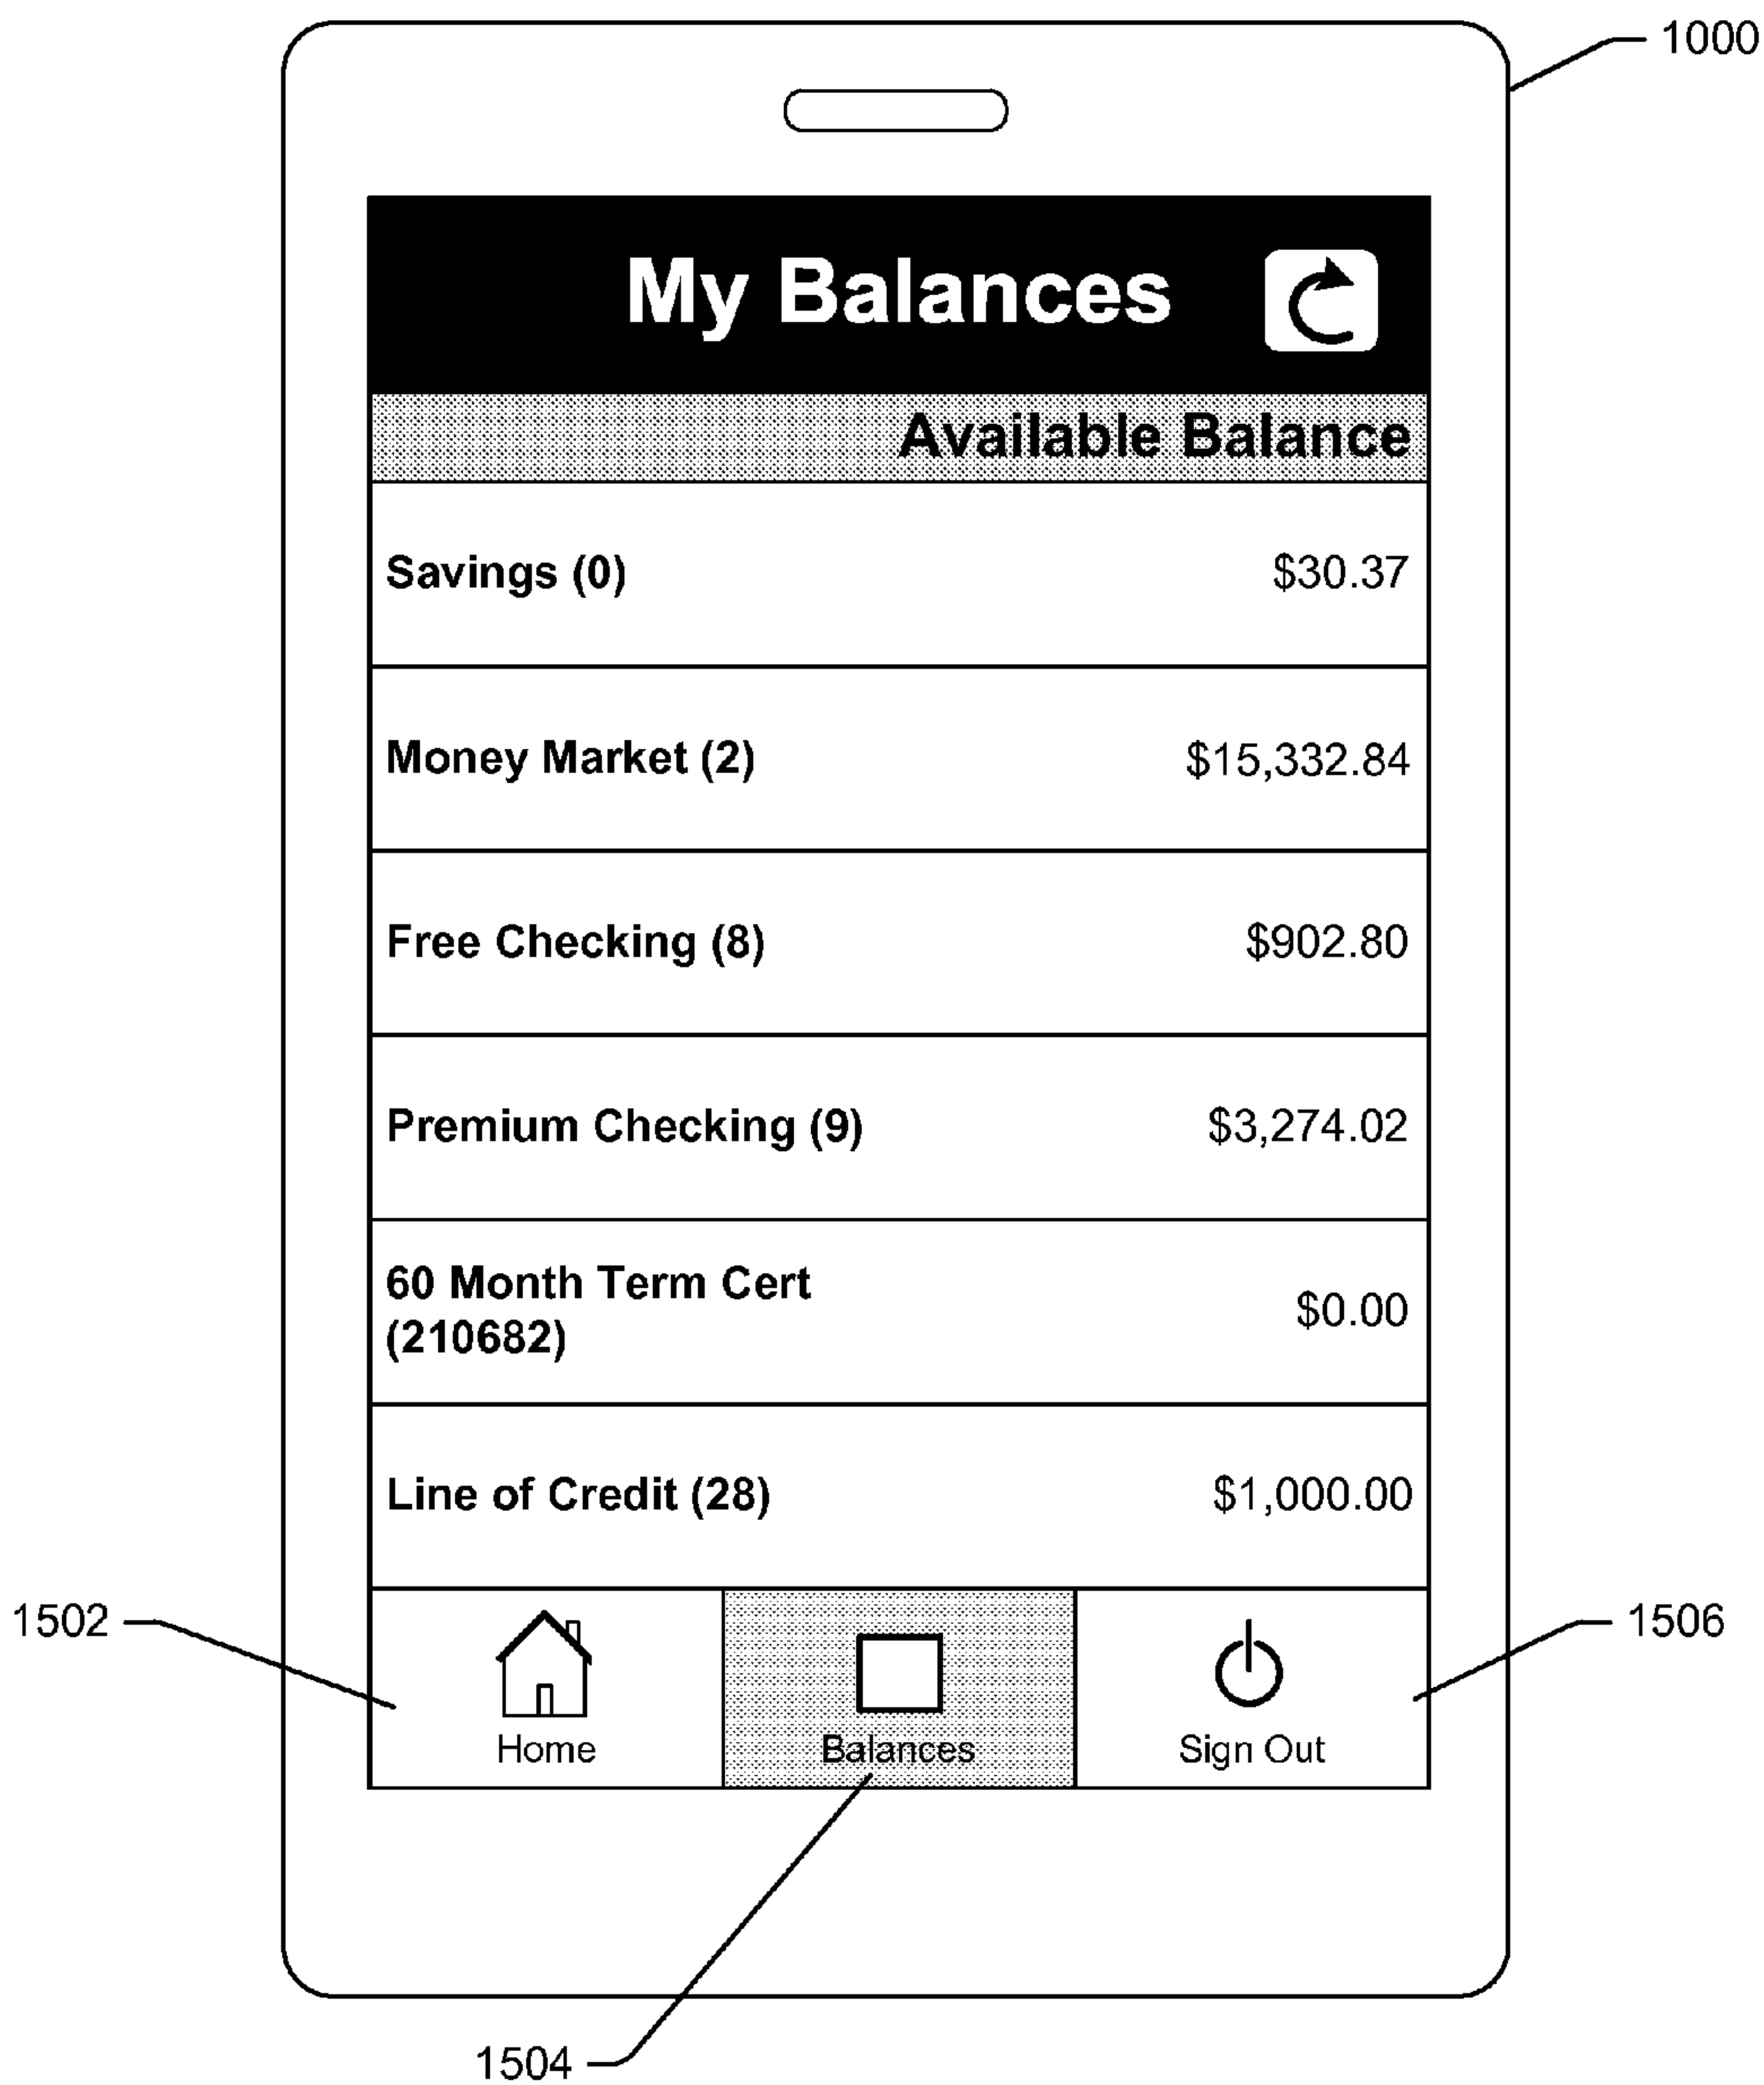 1000
My Balances
Available Balance
Savings (0) $30.37
Money Market (2) $15,332.84
Free Checking (8) $902.80
Premium Checking (9) $3,274.02
60 Month Term Cert
(210682) $0.00
Line of Credit (28) $1,000.00
1502
1506
Home Balances Sign Out
1504